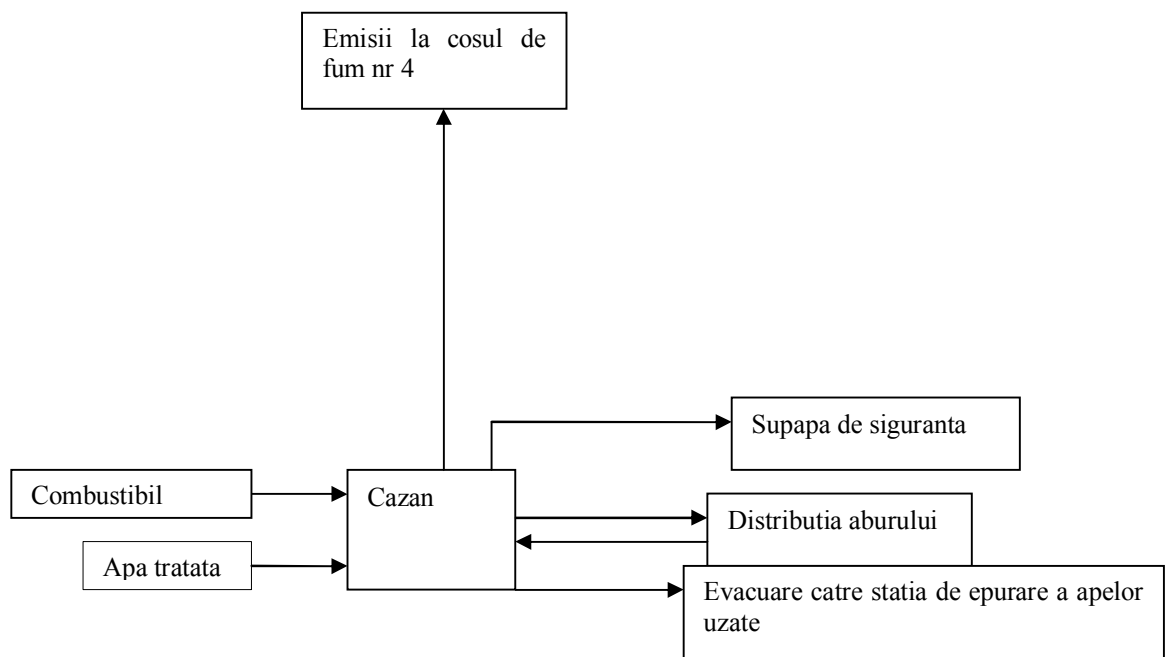 Emisii la cosul de
fum nr 4
Supapa de siguranta
Combustibil
Cazan
Distributia aburului
Apa tratata
Evacuare catre statia de epurare a apelor
uzate